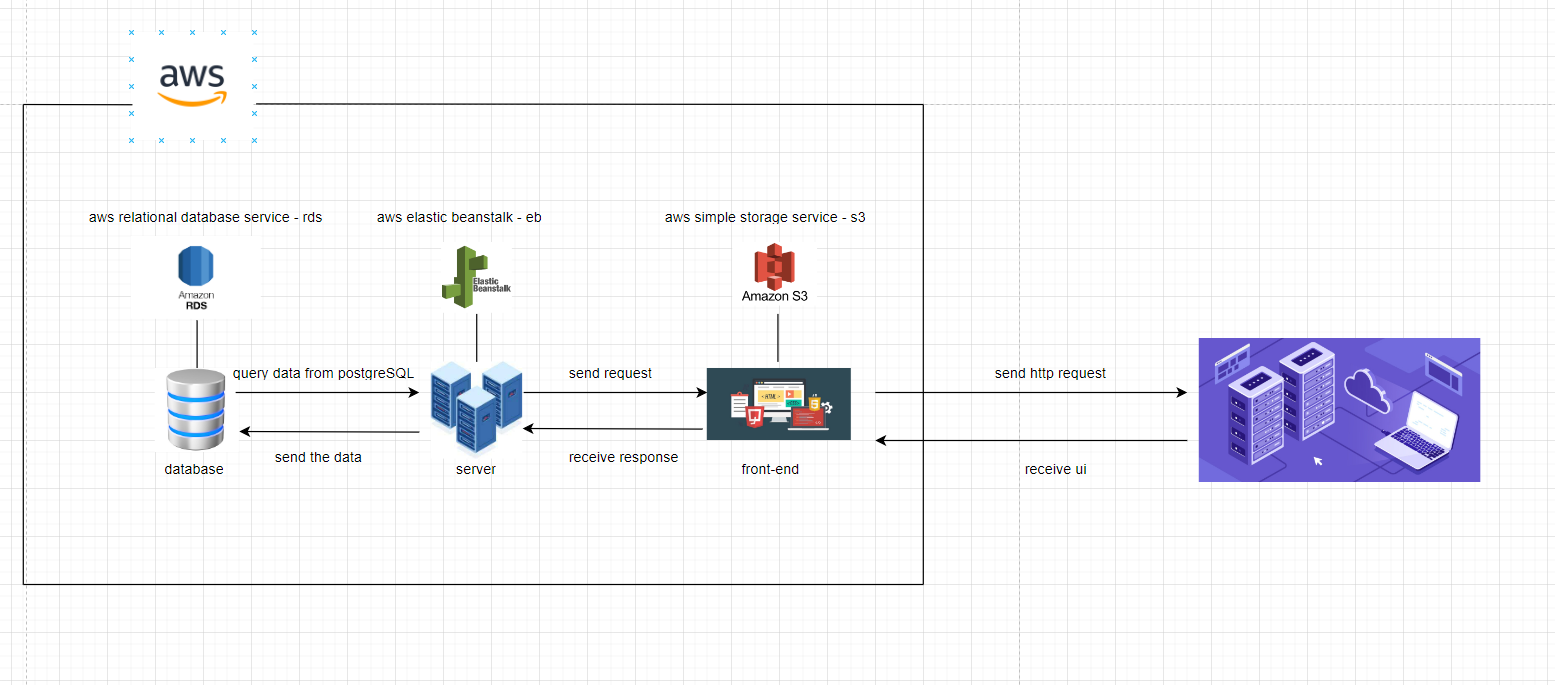 aws
aws relational database service - rds
aws elastic beanstalk - eb
aws simple storage service - s3
Amazon
RDS
Elastic
Beanstalk
Amazon S3
query data from postgreSQL
send request
send http request
HTML
send the data
receive response
database
server
front-end
receive ui